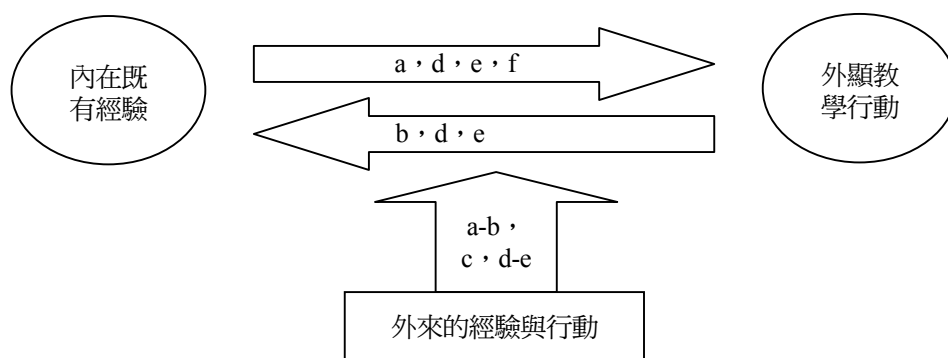 內在既
有經驗
a，d，e，f
外顯教
學行動
b，d，e
a-b，
c，d-e
外來的經驗與行動